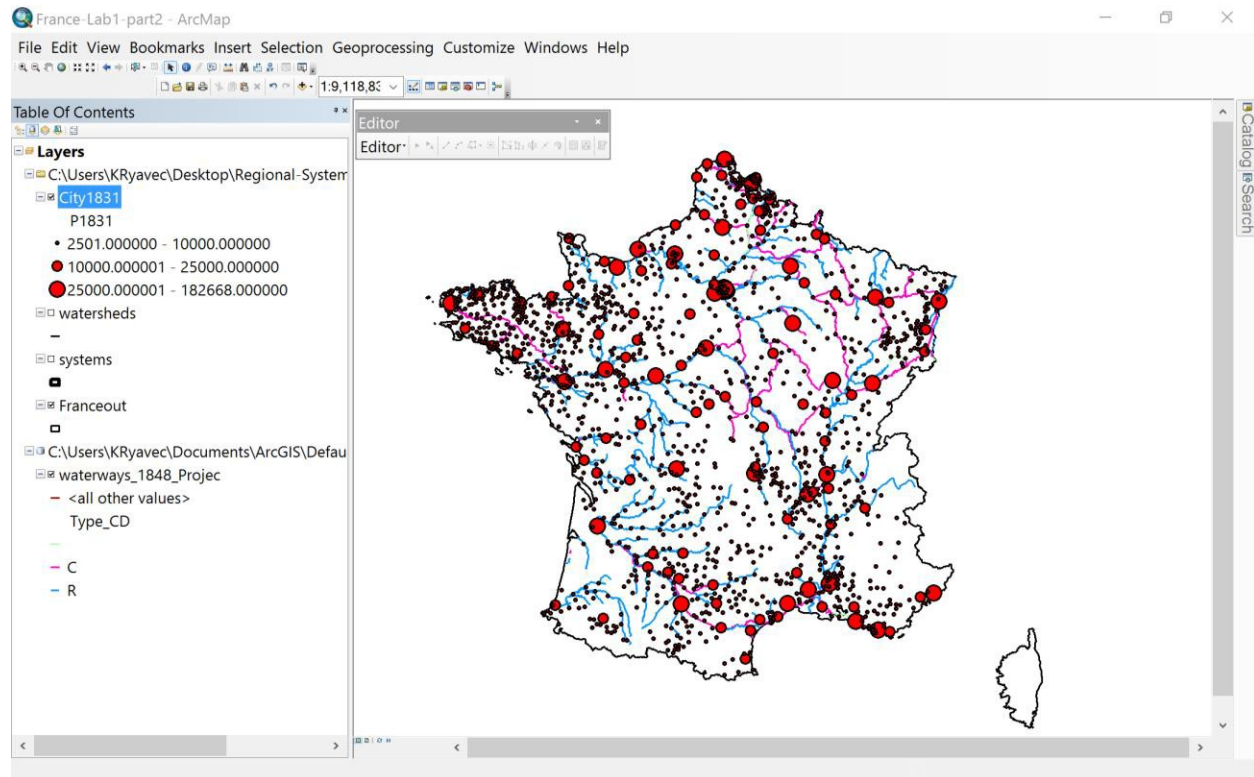 France-Lab1-part2 - ArcMap
File Edit View Bookmarks Insert Selection Geoprocessing Customize Windows Help
1:9,118,83
Table Of Contents
Layers
C:\Users\KRyavec\Desktop\Regional-System
City1831
P1831
2501.000000 - 10000.000000
10000.000001 - 25000.000000
25000.000001 - 182668.000000
watersheds
systems
Franceout
C:\Users\KRyavec\Documents\ArcGIS\Defau
waterways_1848_Projec
<all other values>
Type_CD
C
R
Editor
Editor
Catalog
Search